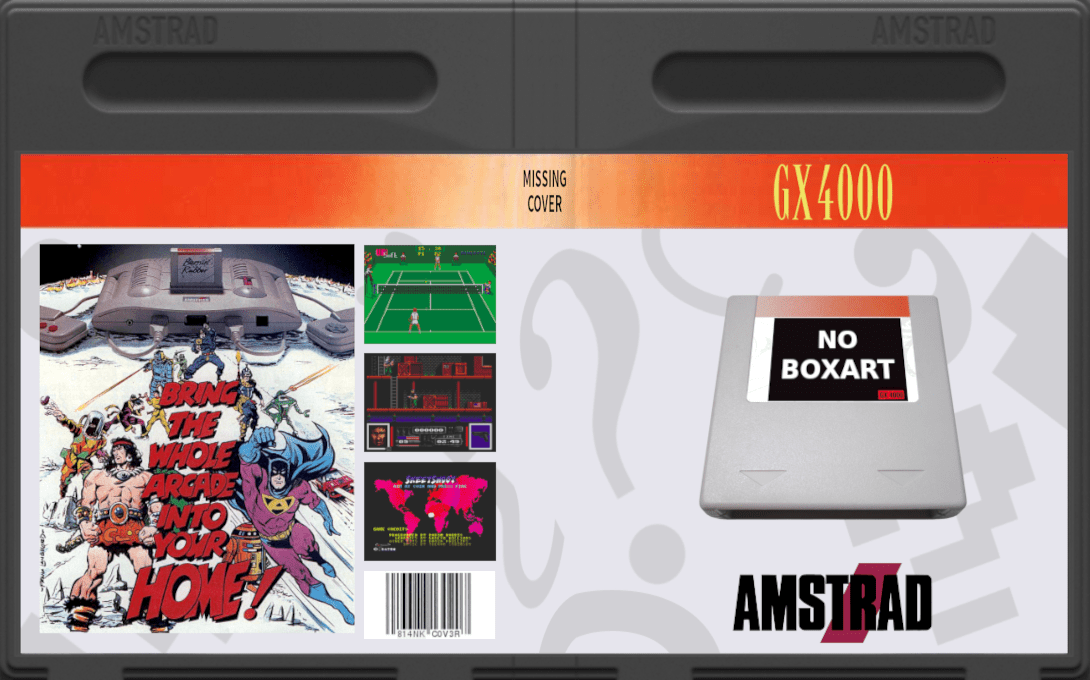 AMSTRAD
AMSTRAD
MISSING
COVER
GX4000
BRING
THE
WHOLE
ARCADE
INTO
YOUR
HOME!
814NK*C0V3R
NO
BOXART
AMSTRAD